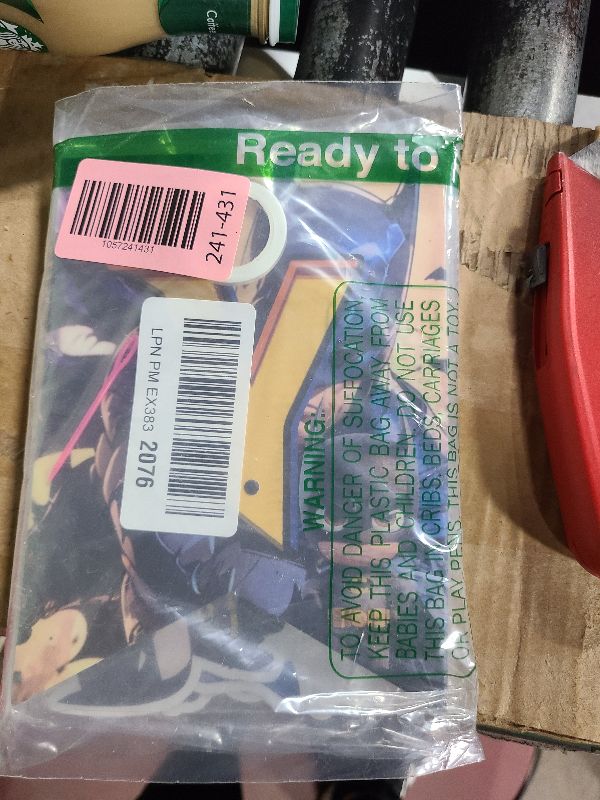 Ready to
1057241431
241-431
LPN PM EX383 2076
WARNING:
TO AVOID DANGER OF SUFFOCATION
KEEP THIS PLASTIC BAG AWAY FROM
BABIES AND CHILDREN. DO NOT USE
THIS BAG IN CRIBS, BEDS, CARRIAGES
OR PLAY PENS. THIS BAG IS NOT A TOY.